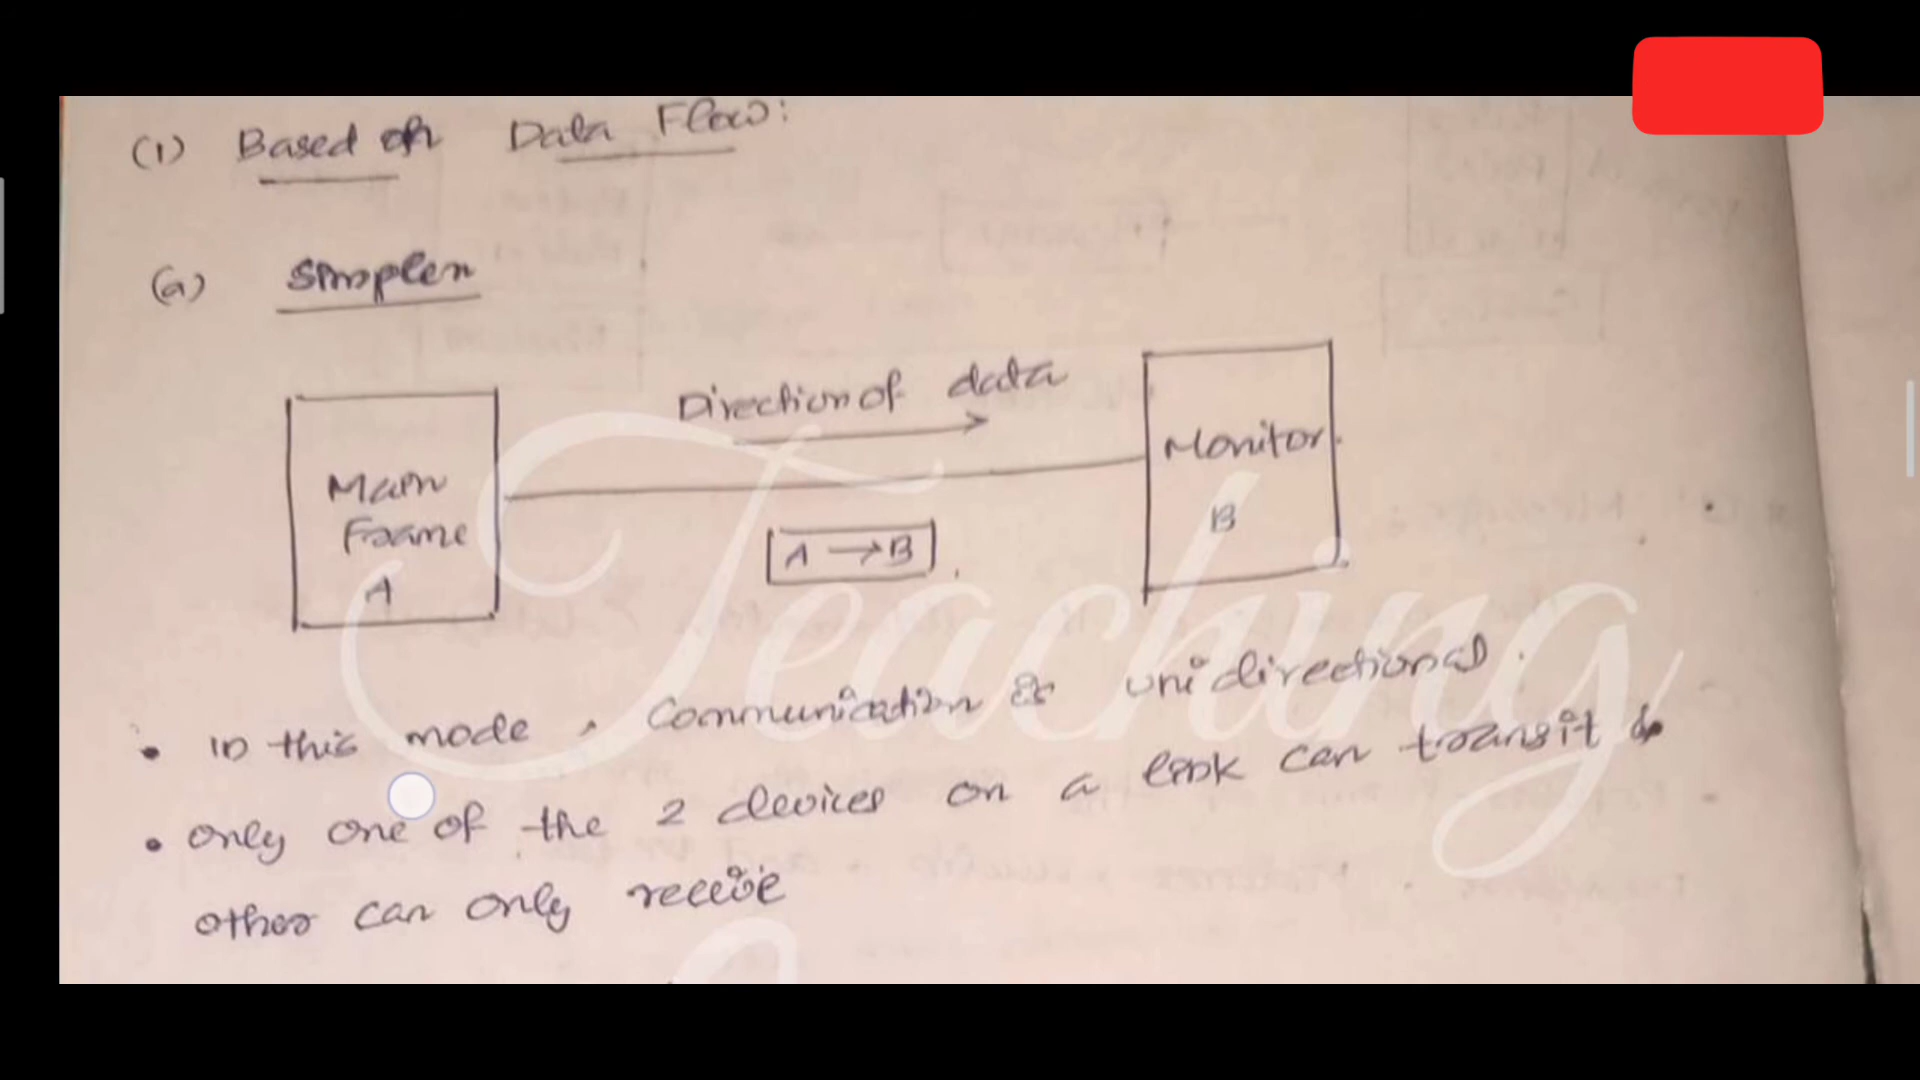 (1) Based on Data Flow:
(a) Simplex
Direction of data
Main
Frame
A
A → B
Monitor
B
Teaching
• In this mode, Communication is unidirectional.
• only one of the 2 devices on a link can transit &
other can only receive